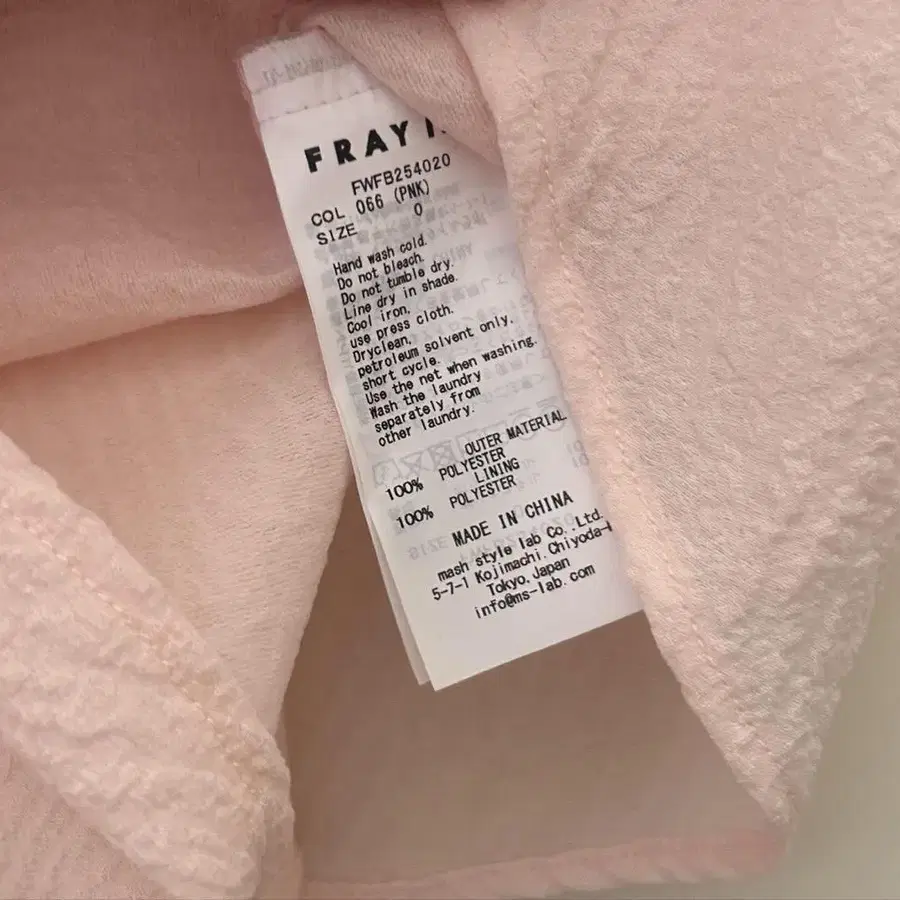 FRAY I
FWFB254020
COL 066 (PNK)
SIZE 0
Hand wash cold.
Do not bleach.
Do not tumble dry.
Line dry in shade.
Cool iron,
use press cloth.
Dryclean,
petroleum solvent only,
short cycle.
Use the net when washing.
Wash the laundry
separately from
other laundry.
OUTER MATERIAL
100% POLYESTER
LINING
100% POLYESTER
MADE IN CHINA
mash style lab Co.,Ltd.
5-7-1 Kojimachi,Chiyoda-k
Tokyo,Japan
info@ms-lab.com